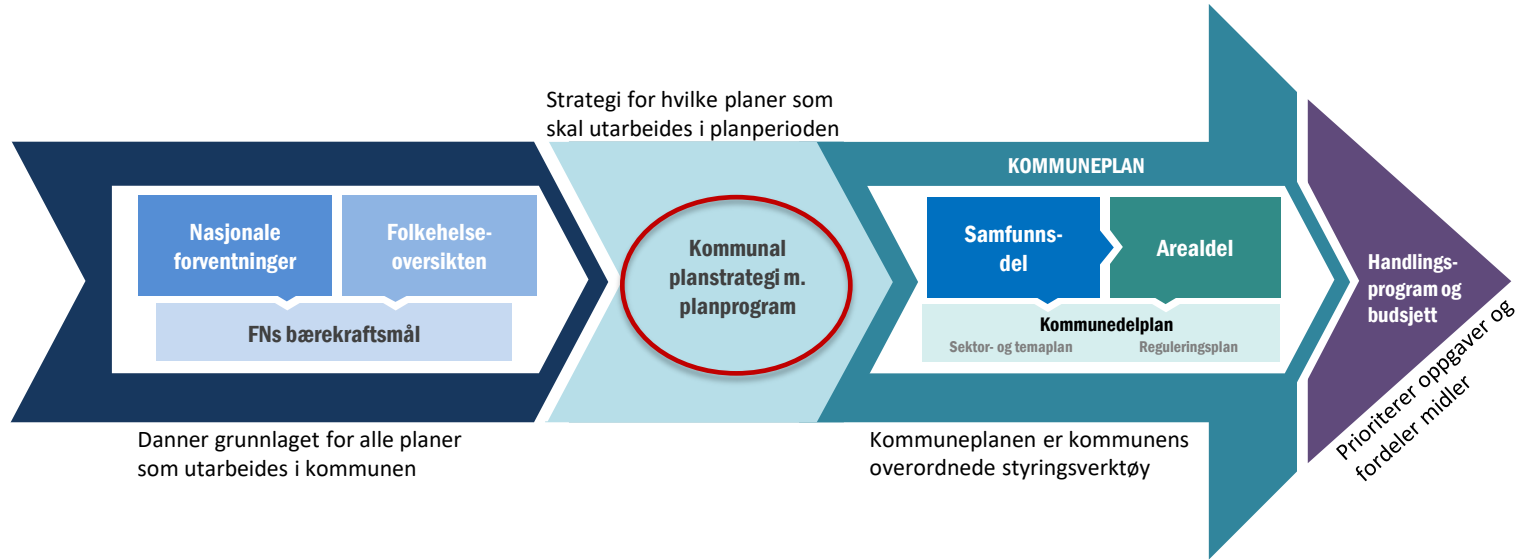 Strategi for hvilke planer som
skal utarbeides i planperioden
Nasjonale
forventninger
Folkehelse-
oversikten
FNs bærekraftsmål
Danner grunnlaget for alle planer
som utarbeides i kommunen
Kommunal
planstrategi m.
planprogram
KOMMUNEPLAN
Samfunns-
del
Arealdel
Kommunedelplan
Sektor- og temaplan
Reguleringsplan
Kommuneplanen er kommunens
overordnede styringsverktøy
Handlings-
program og
budsjett
Prioriterer oppgaver og
fordeler midler